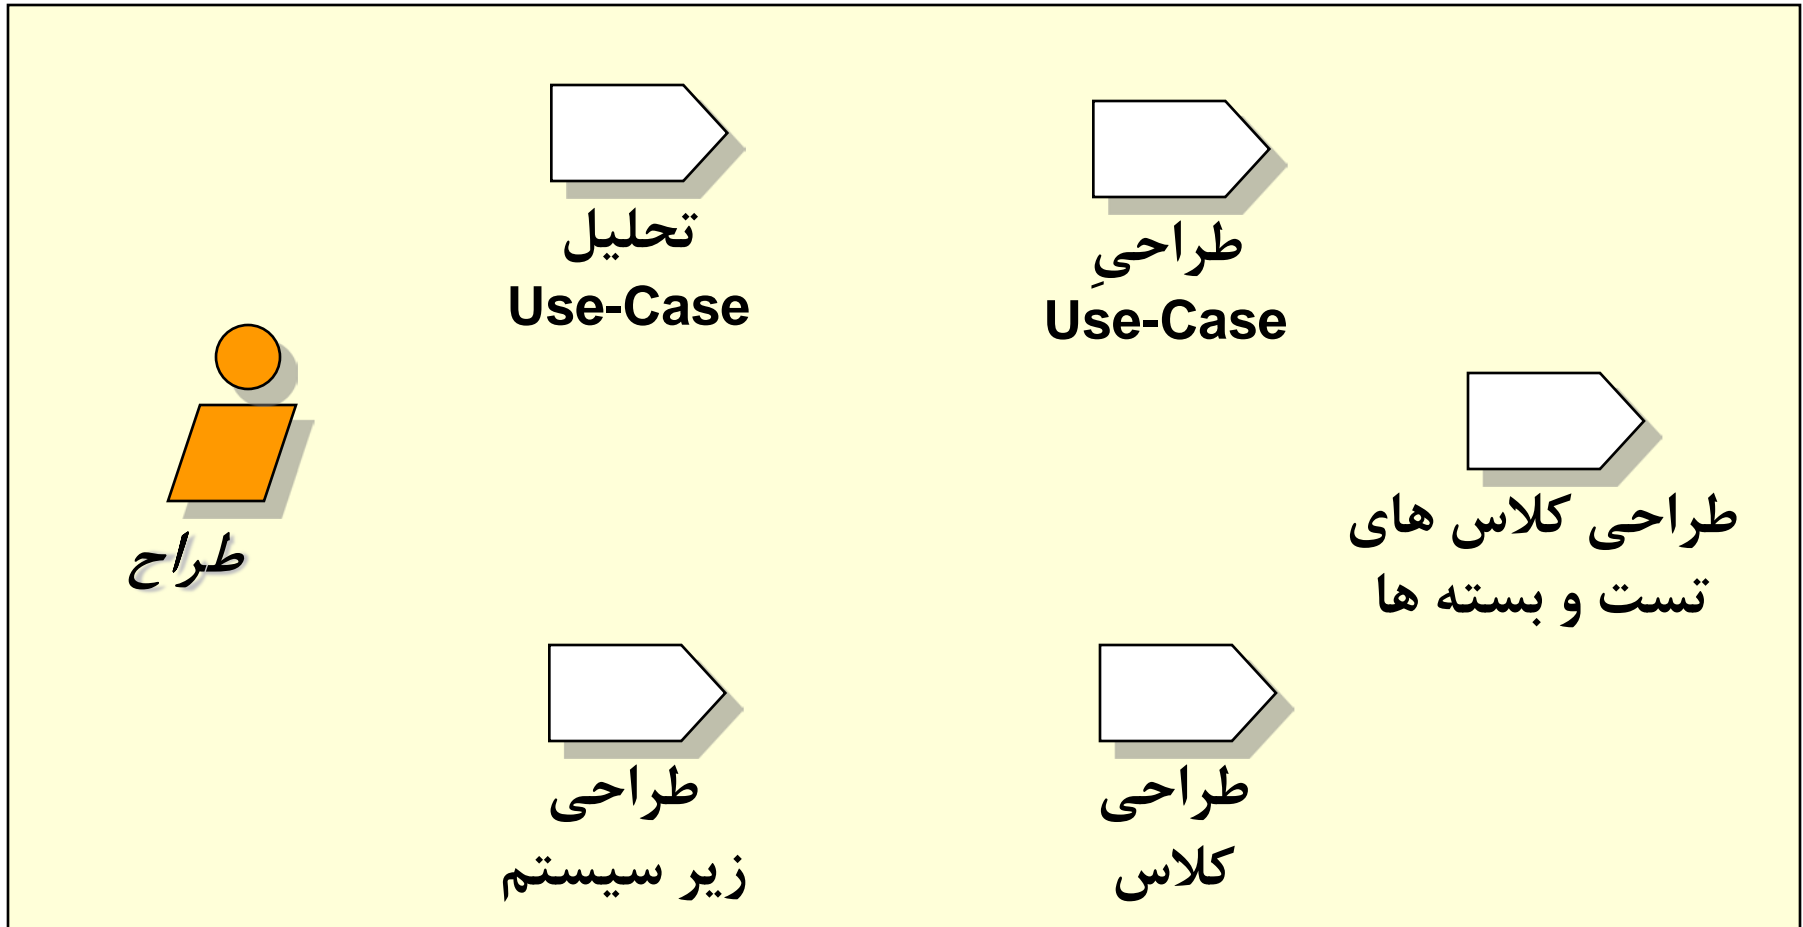 تحلیل
Use-Case
طراحیِ
Use-Case
طراح
طراحی کلاس های
تست و بسته ها
طراحی
زیر سیستم
طراحی
کلاس